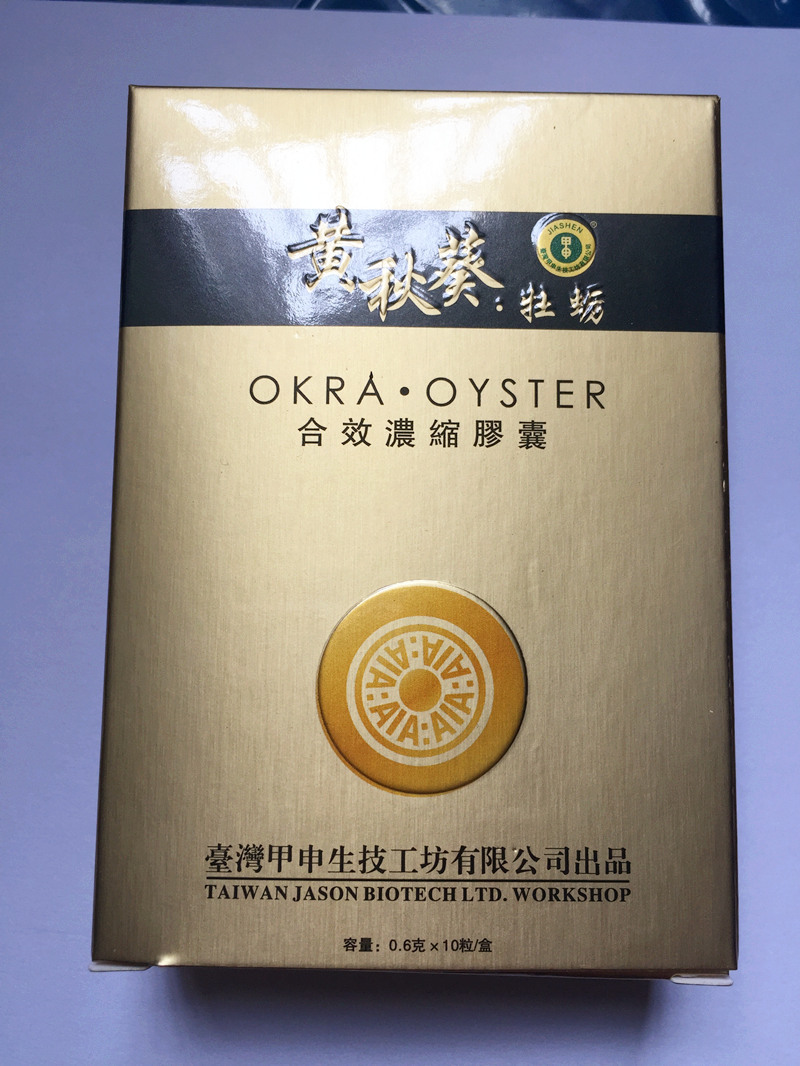 黄秋葵:牡蛎
JIASHEN
甲申
®
OKRA·OYSTER
合效濃縮膠囊
AIA:AIA:AIA:AIA:AIA:
臺灣甲申生技工坊有限公司出品
TAIWAN JASON BIOTECH LTD. WORKSHOP
容量：0.6克×10粒/盒